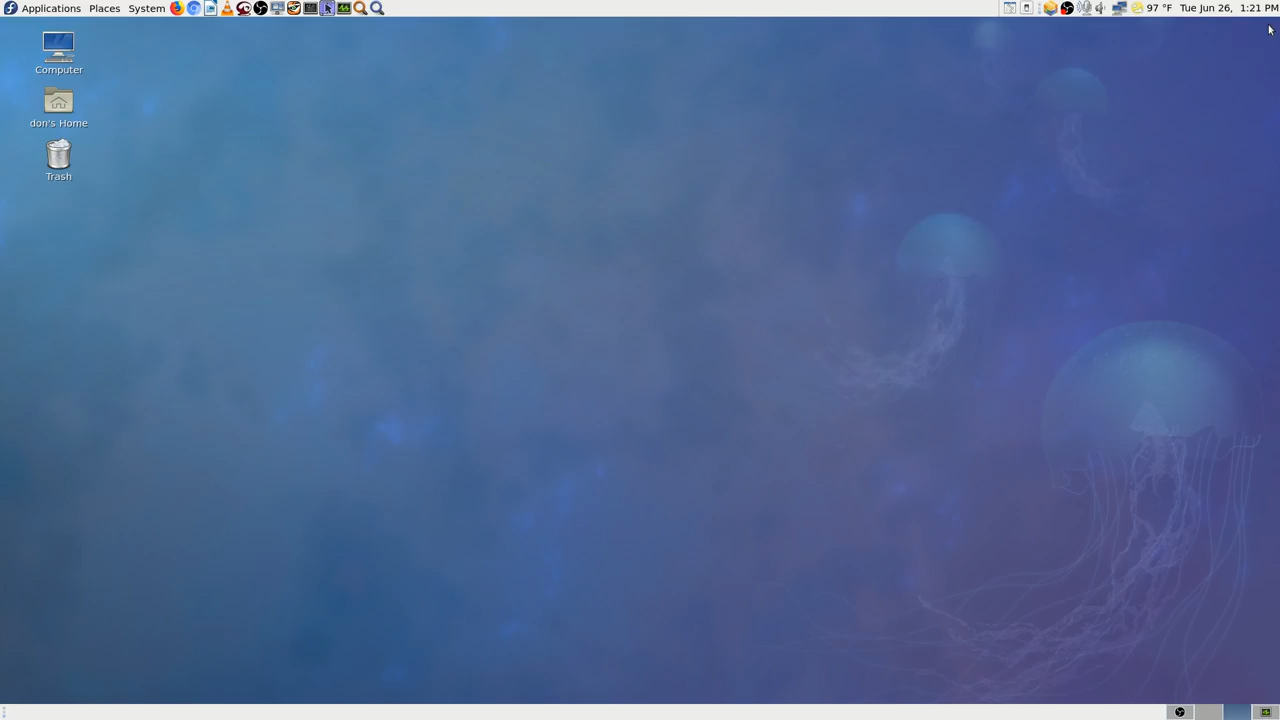 Applications Places System 97 °F Tue Jun 26, 1:21 PM
Computer
don's Home
Trash